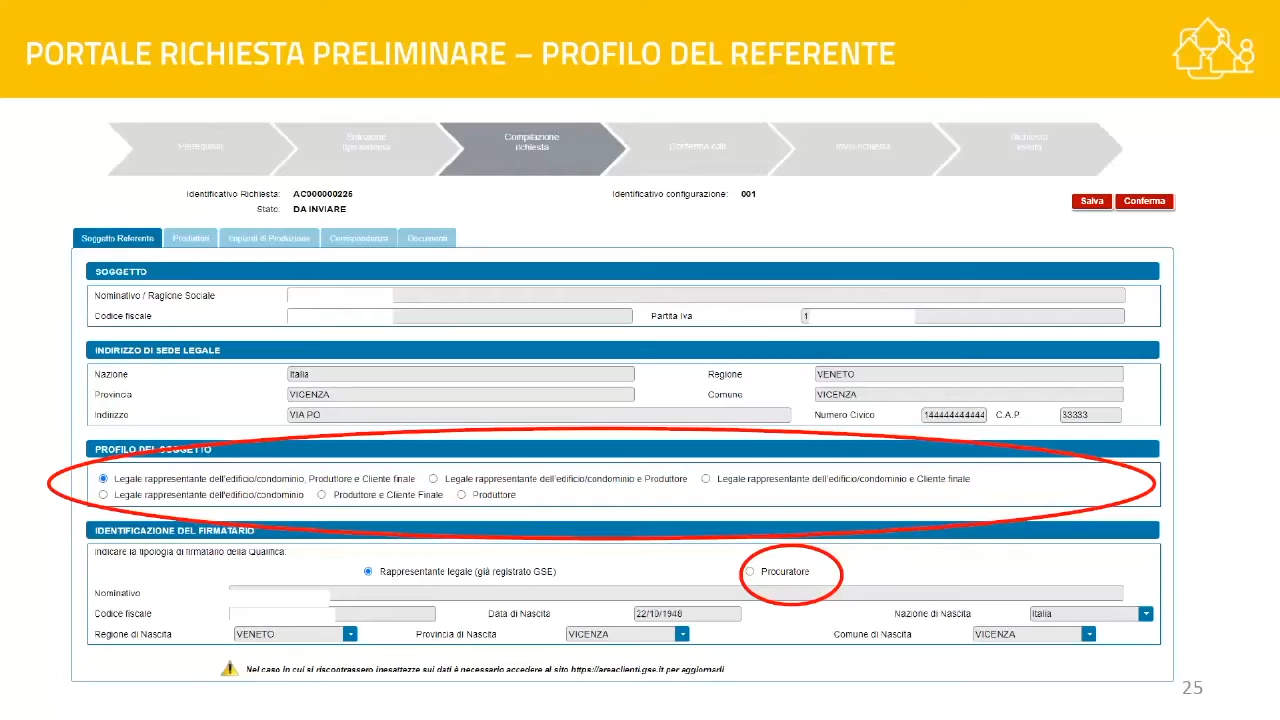 PORTALE RICHIESTA PRELIMINARE – PROFILO DEL REFERENTE
Prerequisiti
Selezione
tipo istanza
Compilazione
richiesta
Conferma dati
Invio richiesta
Richiesta
inviata
Identificativo Richiesta: AC000000225 Identificativo configurazione: 001
Stato: DA INVIARE
Salva Conferma
Soggetto Referente Produttori Impianti di Produzione Corrispondenza Documenti
SOGGETTO
Nominativo / Ragione Sociale
Codice fiscale Partita Iva 1
INDIRIZZO DI SEDE LEGALE
Nazione Italia Regione VENETO
Provincia VICENZA Comune VICENZA
Indirizzo VIA PO Numero Civico 144444444444 C.A.P 33333
PROFILO DEL SOGGETTO
Legale rappresentante dell'edificio/condominio, Produttore e Cliente finale Legale rappresentante dell'edificio/condominio e Produttore Legale rappresentante dell'edificio/condominio e Cliente finale
Legale rappresentante dell'edificio/condominio Produttore e Cliente Finale Produttore
IDENTIFICAZIONE DEL FIRMATARIO
Indicare la tipologia di firmatario della Qualifica:
Rappresentante legale (già registrato GSE) Procuratore
Nominativo
Codice fiscale Data di Nascita 22/10/1948 Nazione di Nascita Italia
Regione di Nascita VENETO Provincia di Nascita VICENZA Comune di Nascita VICENZA
Nel caso in cui si riscontrassero inesattezze sui dati è necessario accedere al sito https://areaclienti.gse.it per aggiornarli
25